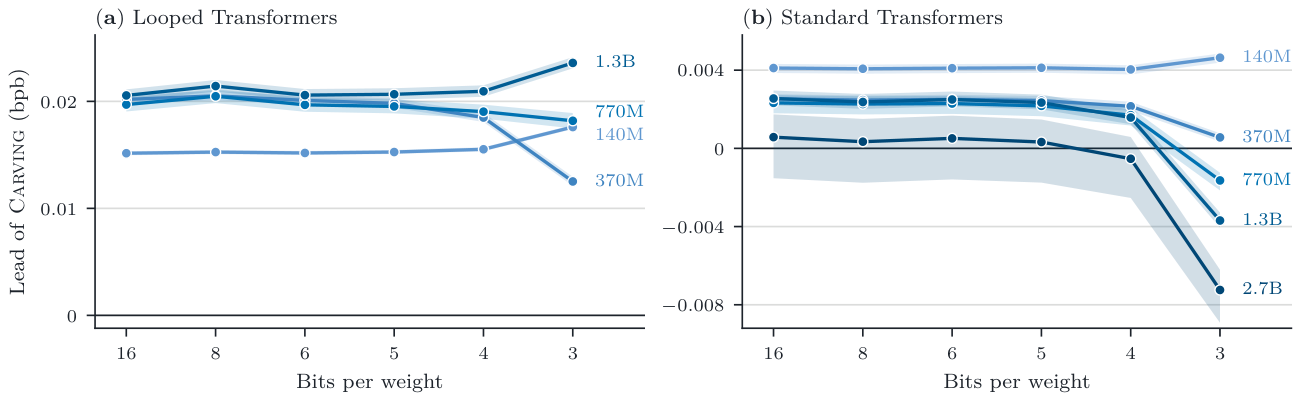 (a) Looped Transformers
Lead of CARVING (bpb)
0.02
0.01
0
16 8 6 5 4 3
Bits per weight
1.3B
770M
140M
370M
(b) Standard Transformers
0.004
0
−0.004
−0.008
16 8 6 5 4 3
Bits per weight
140M
370M
770M
1.3B
2.7B